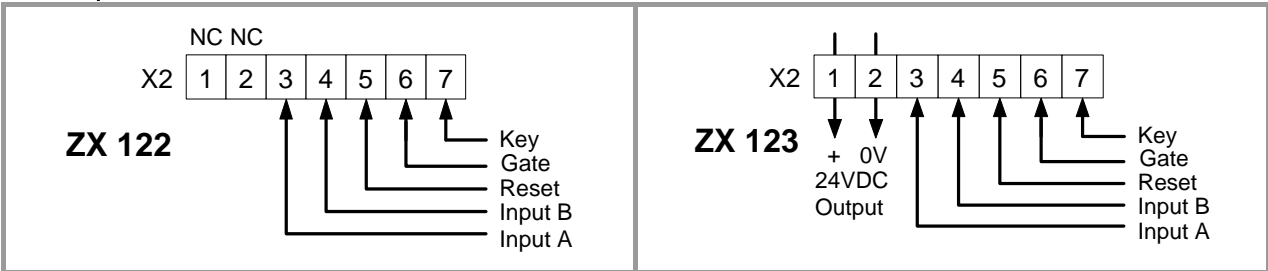 NC NC
X2 1 2 3 4 5 6 7
ZX 122
Key
Gate
Reset
Input B
Input A
X2 1 2 3 4 5 6 7
ZX 123
+ 0V
24VDC
Output
Key
Gate
Reset
Input B
Input A